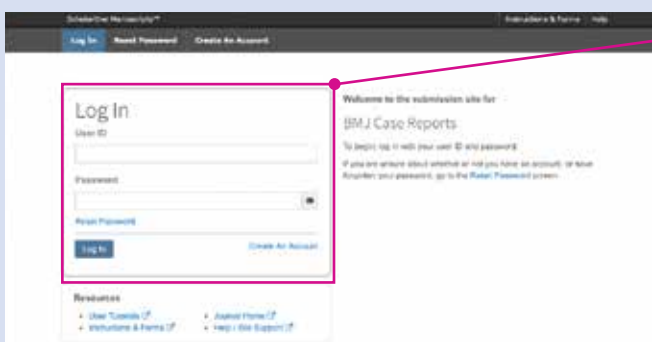 ScholarOne Manuscripts™
Instructions & Forms Help
Log In Reset Password Create An Account
Log In
User ID
Password
Reset Password
Log In
Create An Account
Resources
User Tutorials
Instructions & Forms
Journal Home
Help / Site Support
Welcome to the submission site for
BMJ Case Reports
To begin, log in with your user ID and password.
If you are unsure about whether or not you have an account, or have
forgotten your password, go to the Reset Password screen.